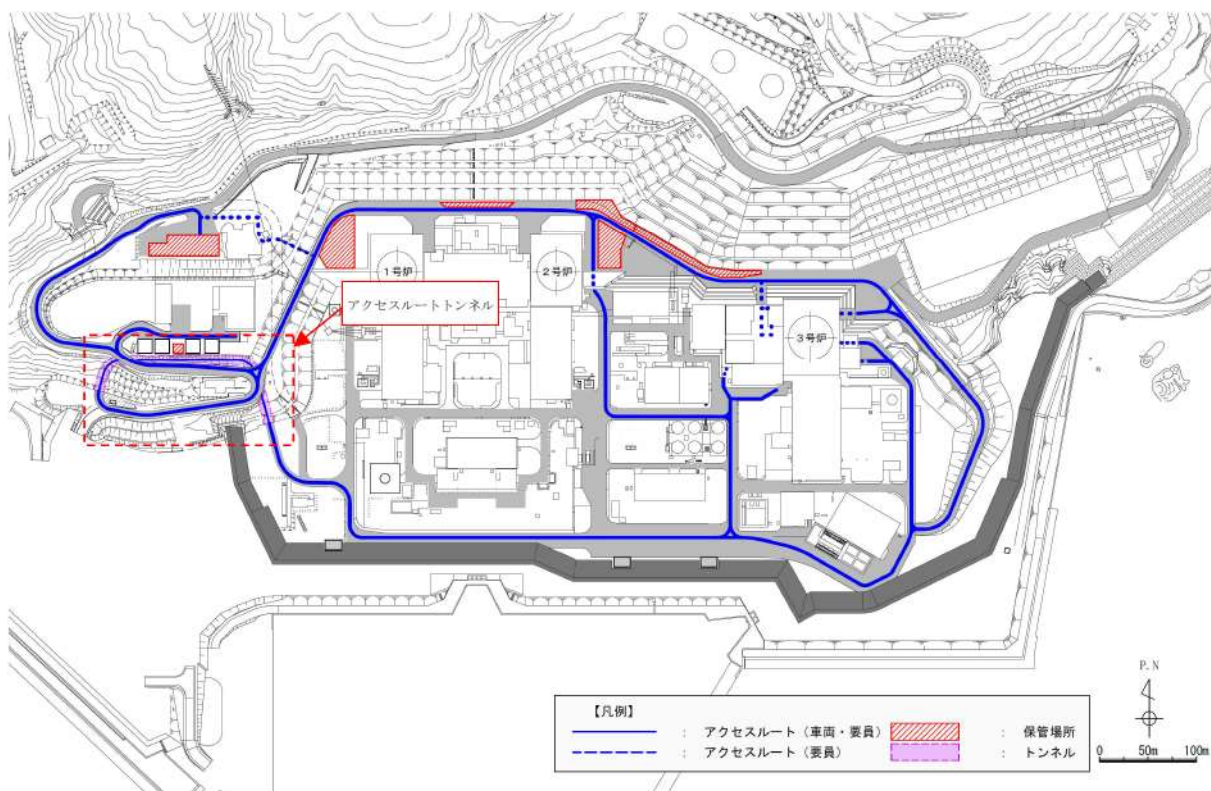 1号炉
2号炉
アクセスルートトンネル
3号炉
P.N
【凡例】
: アクセスルート(車両・要員)
: 保管場所
: アクセスルート(要員)
: トンネル
0 50m 100m